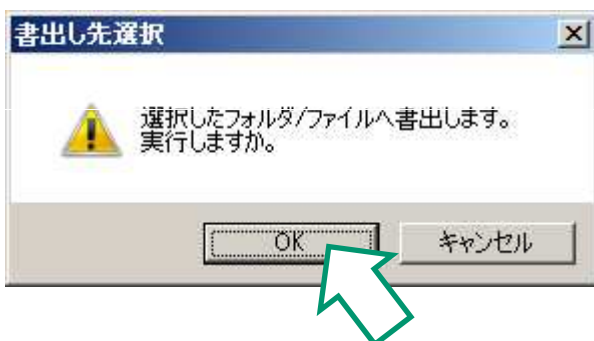 書出し先選択
選択したフォルダ/ファイルへ書出します。
実行しますか。
OK
キャンセル